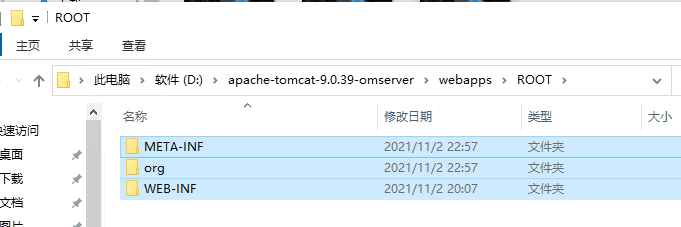 ROOT
主页 共享 查看
此电脑 软件 (D:) apache-tomcat-9.0.39-omserver webapps ROOT
名称 修改日期 类型 大小
快速访问
桌面
下载
文档
图片
META-INF 2021/11/2 22:57 文件夹
org 2021/11/2 22:57 文件夹
WEB-INF 2021/11/2 20:07 文件夹